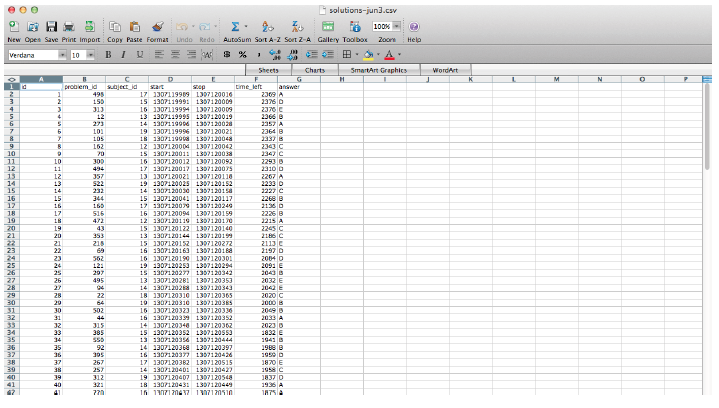 solutions-jun3.csv
New Open Save Print Import Copy Paste Format Undo Redo AutoSum Sort A-Z Sort Z-A Gallery Toolbox Zoom Help
100%
Verdana 10 B I U $ % ,
Sheets Charts SmartArt Graphics WordArt
A B C D E F G H I J K L M N O P
1 id problem_id subject_id start stop time_left answer
2 1 498 17 1307119989 1307120016 2369 A
3 2 150 15 1307119991 1307120009 2376 D
4 3 313 16 1307119994 1307120009 2376 E
5 4 12 13 1307119995 1307120019 2366 B
6 5 273 14 1307119996 1307120028 2357 A
7 6 101 19 1307119996 1307120021 2364 B
8 7 105 18 1307119998 1307120048 2337 B
9 8 162 12 1307120004 1307120042 2343 C
10 9 70 15 1307120011 1307120038 2347 C
11 10 300 16 1307120012 1307120092 2293 B
12 11 494 17 1307120017 1307120075 2310 D
13 12 357 13 1307120021 1307120118 2267 A
14 13 522 19 1307120025 1307120152 2233 D
15 14 232 14 1307120030 1307120158 2227 C
16 15 344 15 1307120041 1307120117 2268 B
17 16 160 17 1307120079 1307120249 2136 D
18 17 516 16 1307120094 1307120159 2226 B
19 18 472 12 1307120119 1307120170 2215 A
20 19 43 15 1307120122 1307120140 2245 C
21 20 353 13 1307120144 1307120199 2186 C
22 21 218 15 1307120152 1307120272 2113 E
23 22 69 16 1307120163 1307120188 2197 D
24 23 562 16 1307120190 1307120301 2084 D
25 24 121 19 1307120253 1307120294 2091 E
26 25 297 15 1307120277 1307120342 2043 B
27 26 495 13 1307120281 1307120353 2032 E
28 27 94 14 1307120288 1307120343 2042 E
29 28 22 18 1307120310 1307120365 2020 C
30 29 64 19 1307120310 1307120385 2000 B
31 30 502 16 1307120323 1307120336 2049 B
32 31 44 16 1307120339 1307120352 2033 A
33 32 315 14 1307120348 1307120362 2023 B
34 33 385 15 1307120352 1307120553 1832 E
35 34 550 13 1307120356 1307120444 1941 B
36 35 92 14 1307120368 1307120397 1988 B
37 36 395 16 1307120377 1307120426 1959 D
38 37 267 17 1307120382 1307120515 1870 E
39 38 257 14 1307120401 1307120427 1958 C
40 39 312 19 1307120407 1307120548 1837 D
41 40 321 18 1307120431 1307120449 1936 A
42 41 770 16 1307120437 1307120510 1875